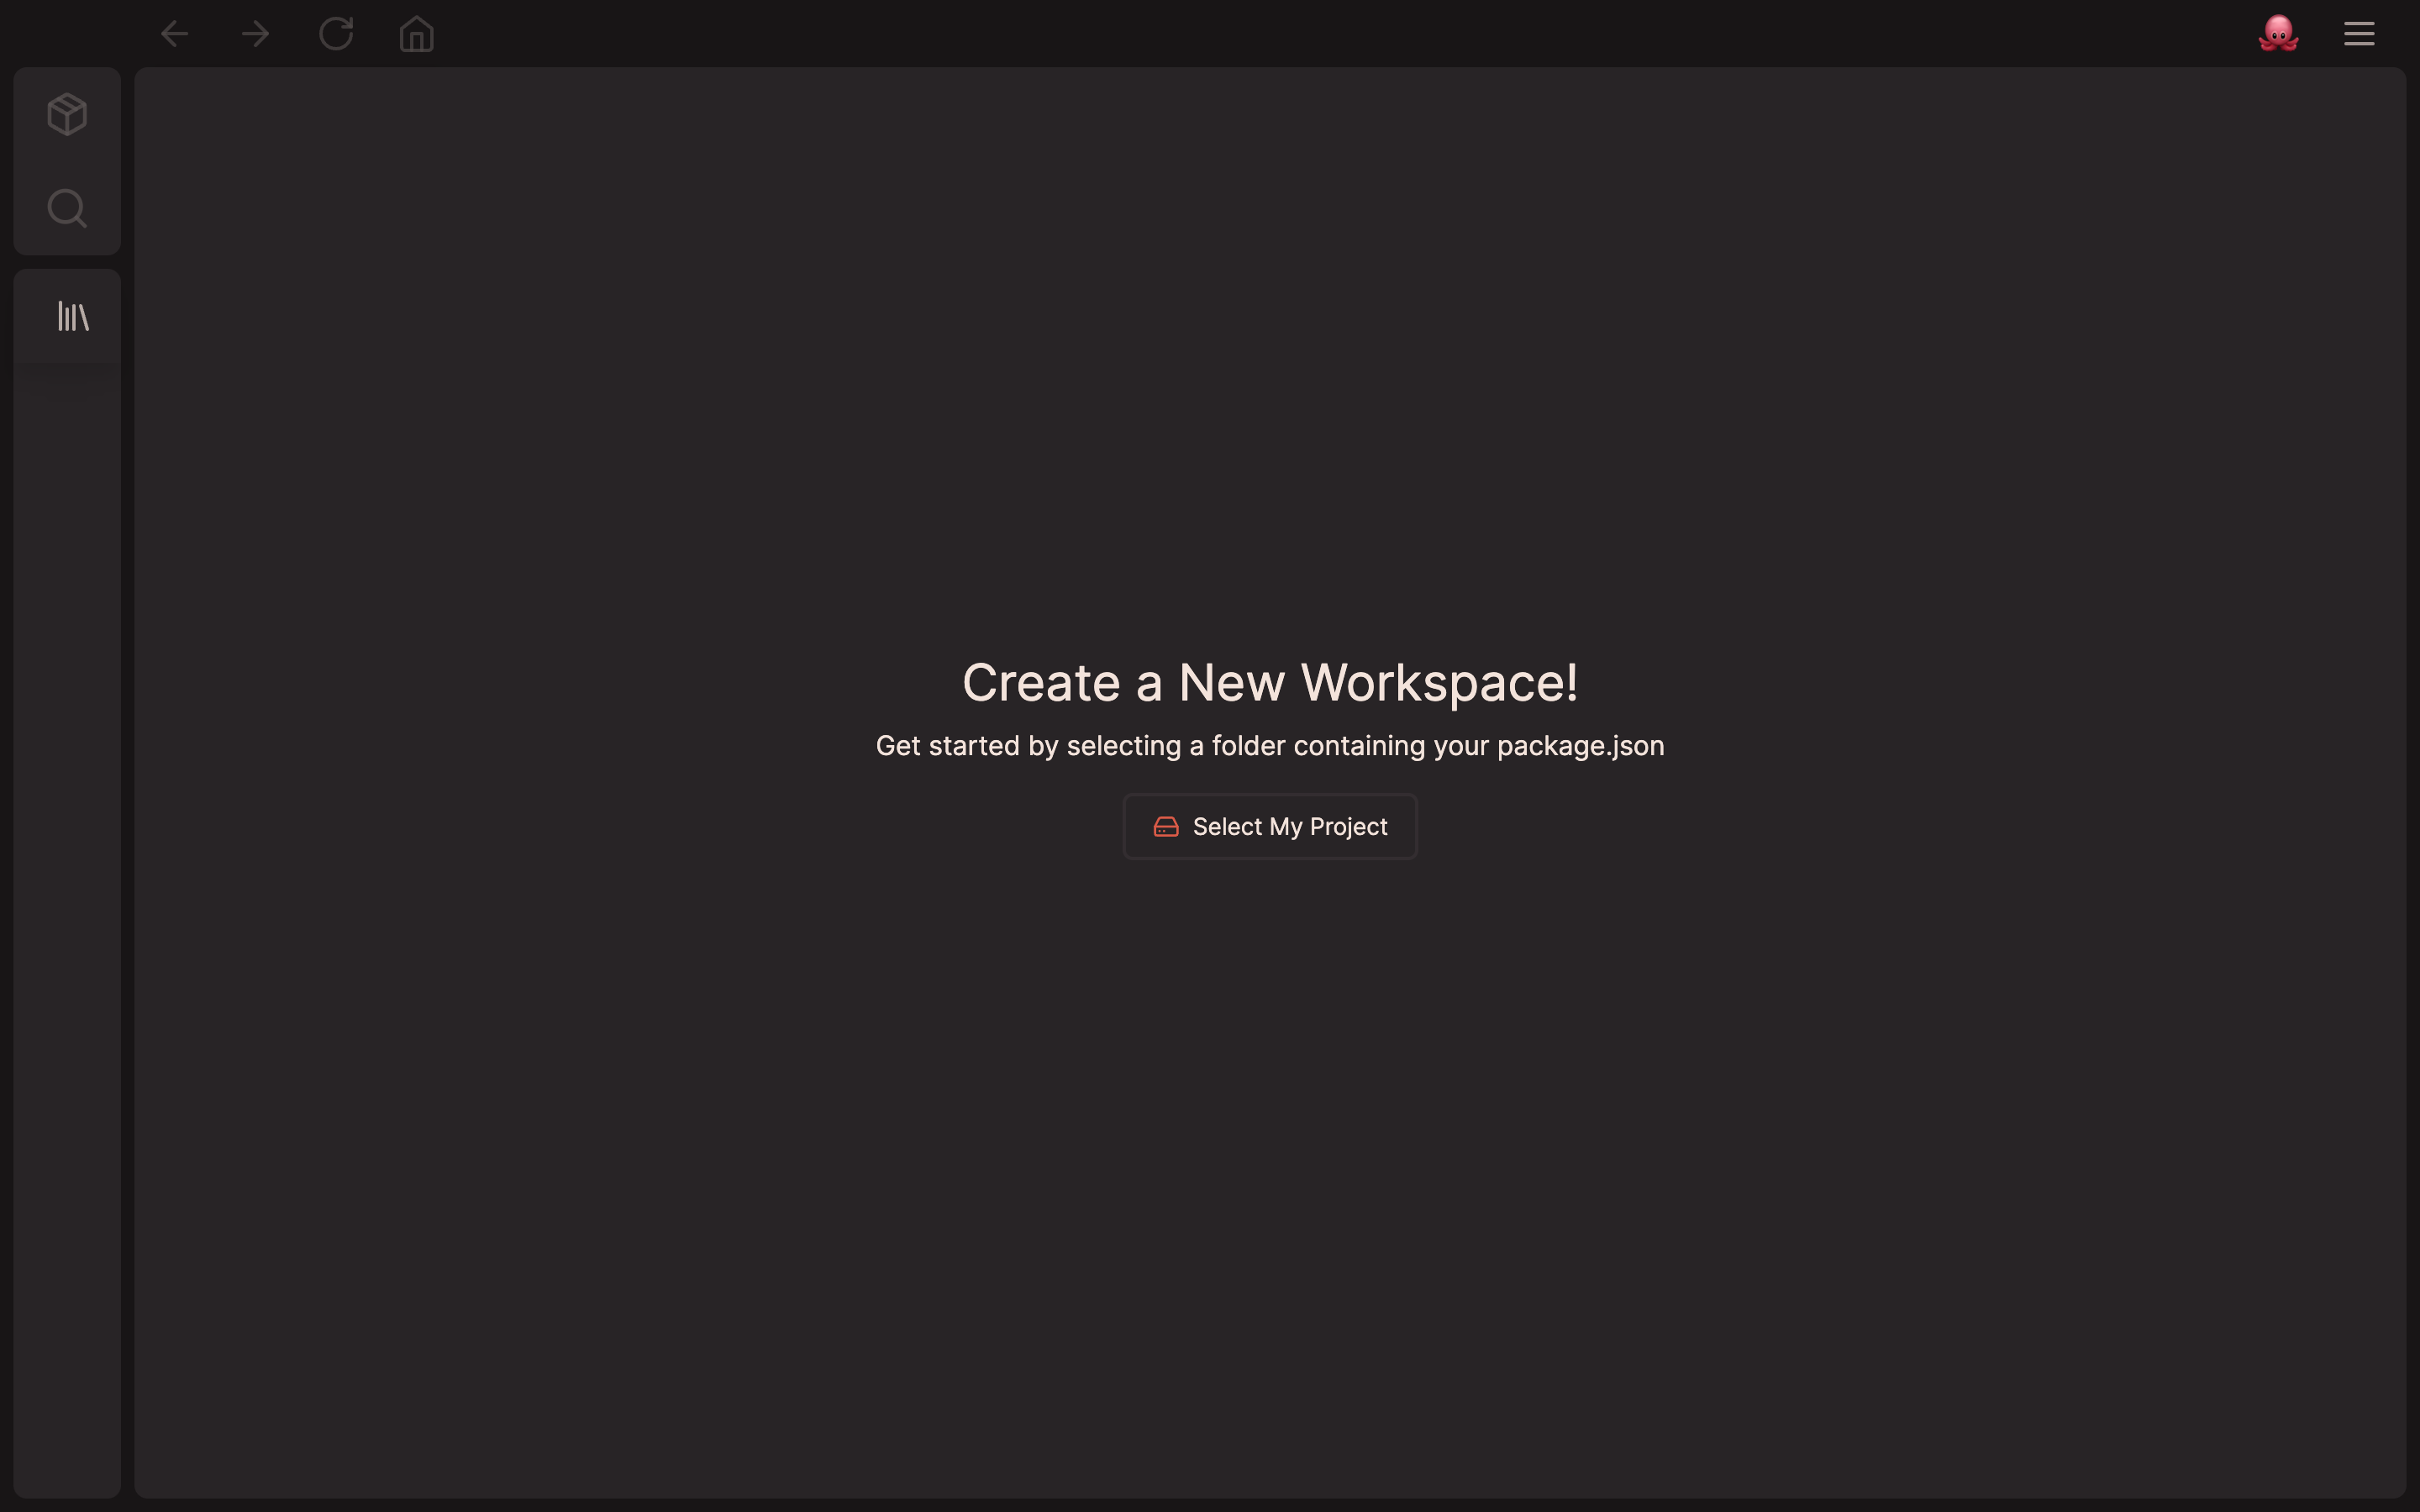 Create a New Workspace!
Get started by selecting a folder containing your package.json
Select My Project